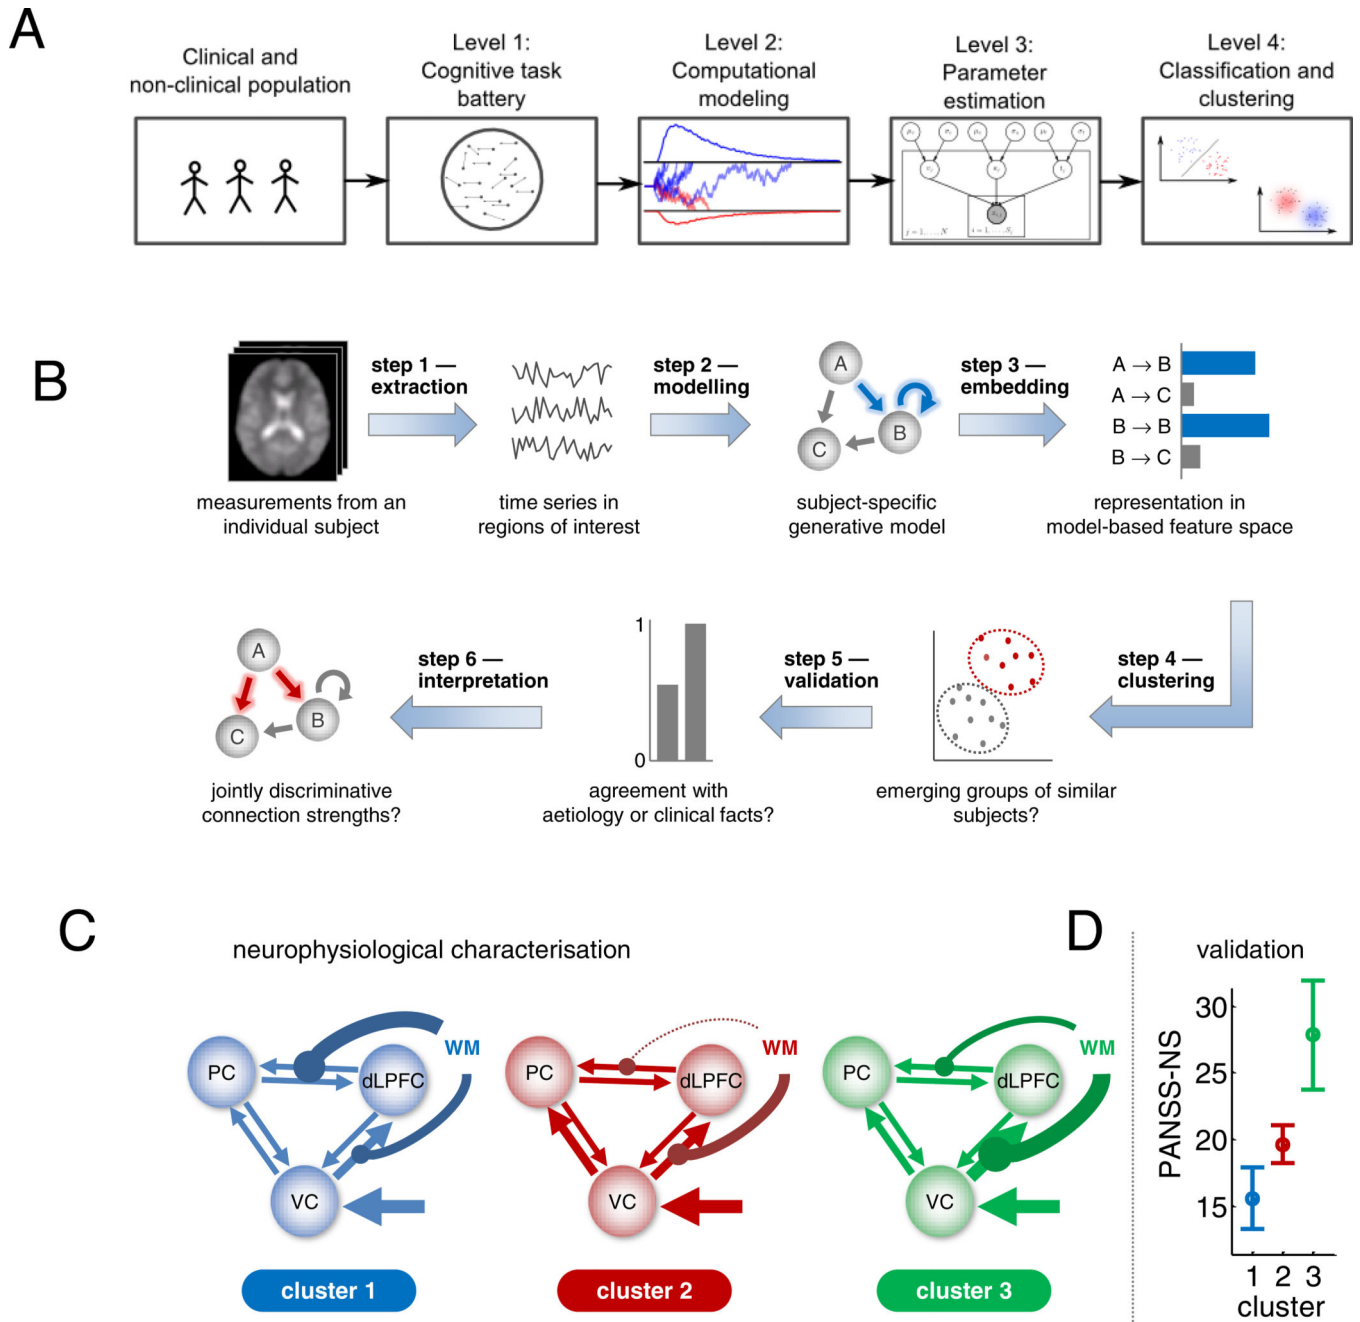 A
Clinical and
non-clinical population
Level 1:
Cognitive task
battery
Level 2:
Computational
modeling
Level 3:
Parameter
estimation
Level 4:
Classification and
clustering
j = 1, . . . , N
i = 1, . . . , S_j
B
step 1 —
extraction
step 2 —
modelling
A
B
C
step 3 —
embedding
A → B
A → C
B → B
B → C
measurements from an
individual subject
time series in
regions of interest
subject-specific
generative model
representation in
model-based feature space
A
B
C
step 6 —
interpretation
1
0
step 5 —
validation
step 4 —
clustering
jointly discriminative
connection strengths?
agreement with
aetiology or clinical facts?
emerging groups of similar
subjects?
C
neurophysiological characterisation
PC
dLPFC
VC
WM
cluster 1
PC
dLPFC
VC
WM
cluster 2
PC
dLPFC
VC
WM
cluster 3
D
validation
PANSS-NS
30
25
20
15
1 2 3
cluster